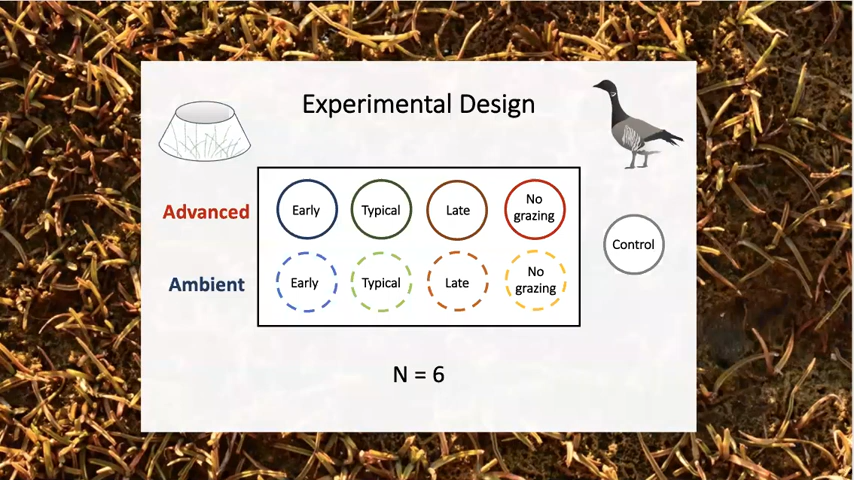 Experimental Design
Advanced
Early
Typical
Late
No
grazing
Control
Ambient
Early
Typical
Late
No
grazing
N = 6